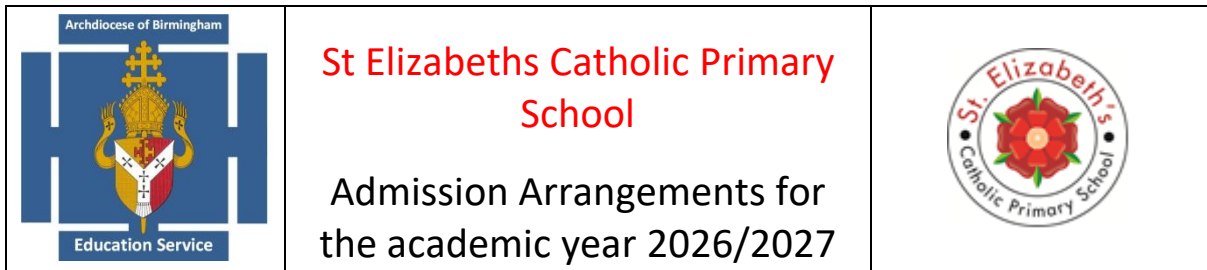 Archdiocese of Birmingham
Education Service
St Elizabeths Catholic Primary
School
Admission Arrangements for
the academic year 2026/2027
St. Elizabeth's
Catholic Primary School